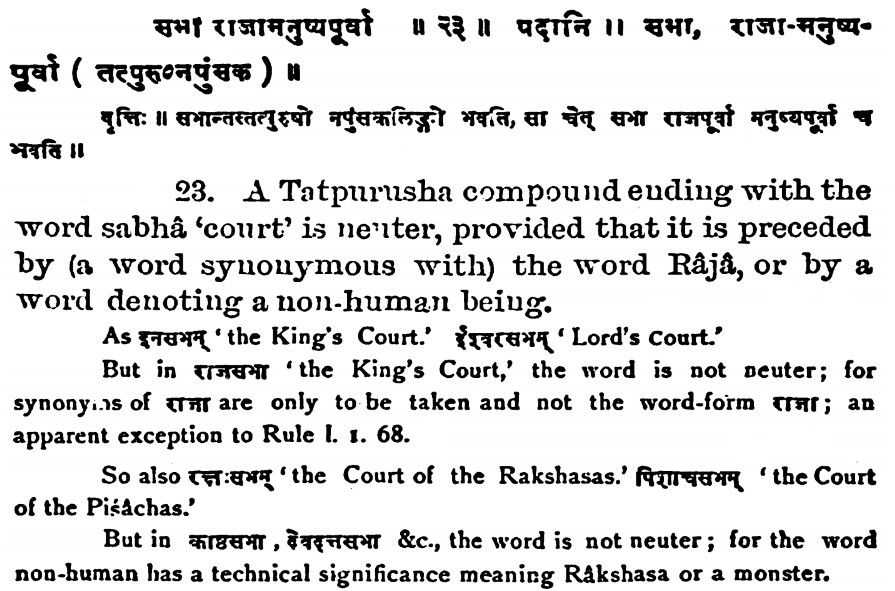 सभा राजामनुष्यपूर्वा ॥ २३ ॥ पदानि ।। सभा, राजा-मनुष्य-
पूर्वा ( तत्पुरु०नपुंसक ) ॥
वृत्तिः ॥ सभान्तस्तत्पुरुषो नपुंसकलिङ्गो भवति, सा चेत् सभा राजपूर्वा मनुष्यपूर्वा च
भवति ॥
23. A Tatpurusha compound ending with the
word sabhâ ‘court’ is neuter, provided that it is preceded
by (a word synonymous with) the word Râjâ, or by a
word denoting a non-human being.
As इनसभम् ‘ the King's Court.’ ईश्वरसभम् ‘ Lord's Court.’
But in राजसभा ‘ the King's Court,’ the word is not neuter; for
synonyms of राजा are only to be taken and not the word-form राजा; an
apparent exception to Rule I. 1. 68.
So also रक्षःसभम् ‘ the Court of the Rakshasas.’ पिशाचसभम् ‘ the Court
of the Piśâchas.’
But in काष्ठसभा, देवदत्तसभा &c., the word is not neuter; for the word
non-human has a technical significance meaning Râkshasa or a monster.